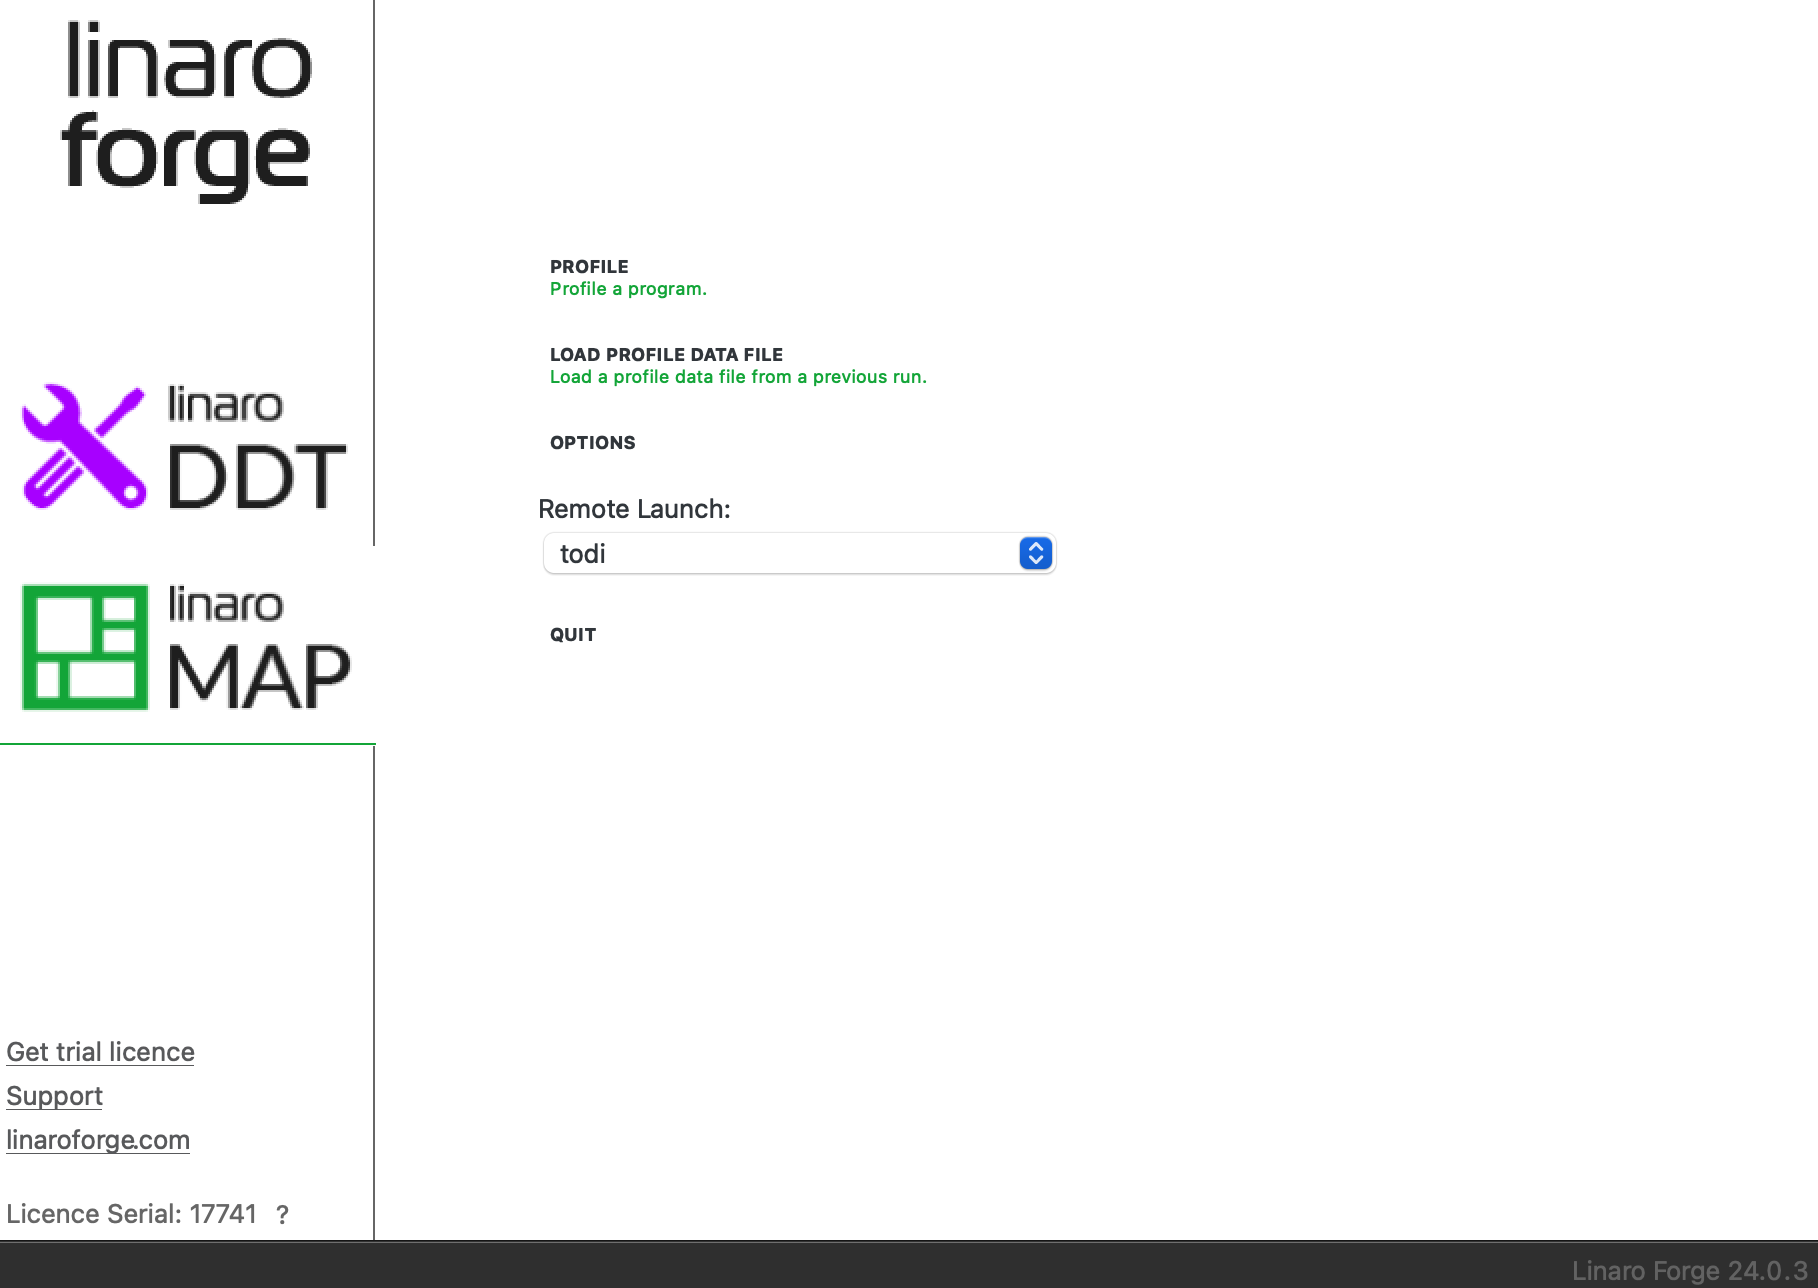 linaro
forge
linaro
DDT
linaro
MAP
Get trial licence
Support
linaroforge.com
Licence Serial: 17741 ?
PROFILE
Profile a program.
LOAD PROFILE DATA FILE
Load a profile data file from a previous run.
OPTIONS
Remote Launch:
todi
QUIT
Linaro Forge 24.0.3